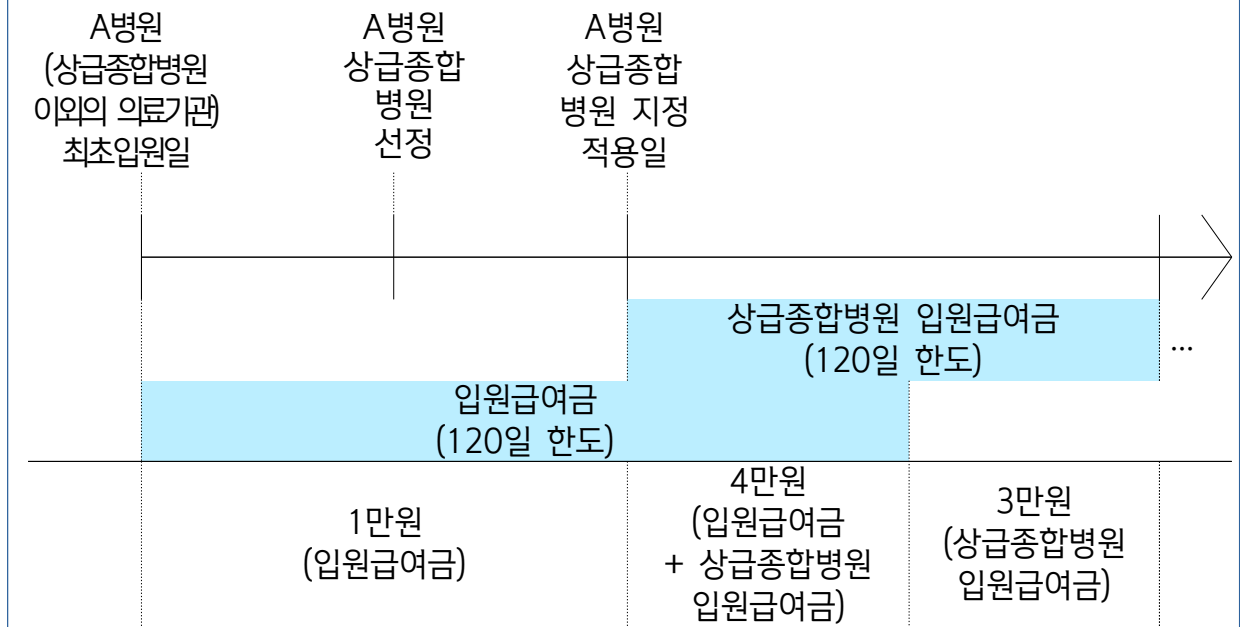 A병원
(상급종합병원
이외의 의료기관)
최초입원일
A병원
상급종합
병원
선정
A병원
상급종합
병원 지정
적용일
상급종합병원 입원급여금
(120일 한도)
...
입원급여금
(120일 한도)
1만원
(입원급여금)
4만원
(입원급여금
+ 상급종합병원
입원급여금)
3만원
(상급종합병원
입원급여금)